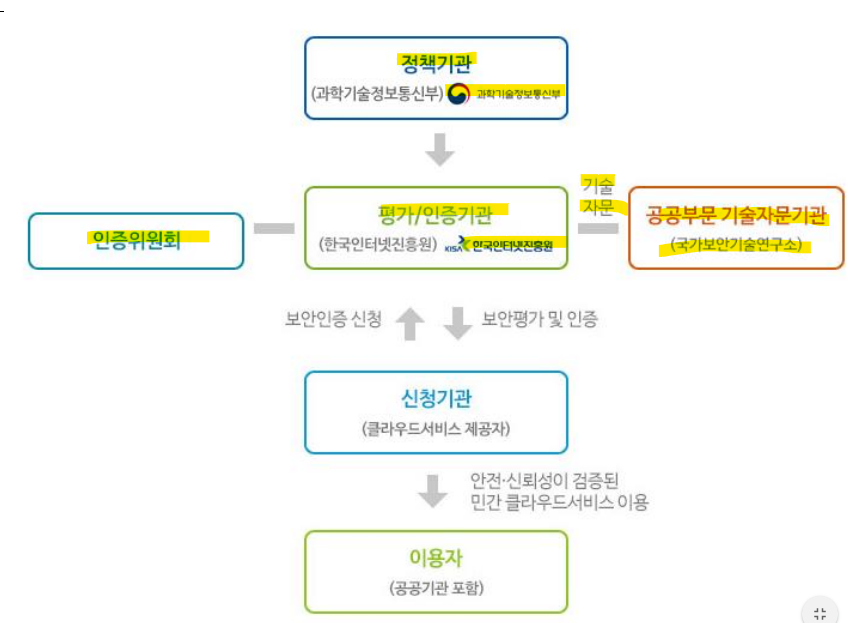 정책기관
(과학기술정보통신부) 과학기술정보통신부
기술
자문
평가/인증기관
공공부문 기술자문기관
인증위원회
(한국인터넷진흥원) KISA 한국인터넷진흥원
(국가보안기술연구소)
보안인증 신청
보안평가 및 인증
신청기관
(클라우드서비스 제공자)
안전·신뢰성이 검증된
민간 클라우드서비스 이용
이용자
(공공기관 포함)